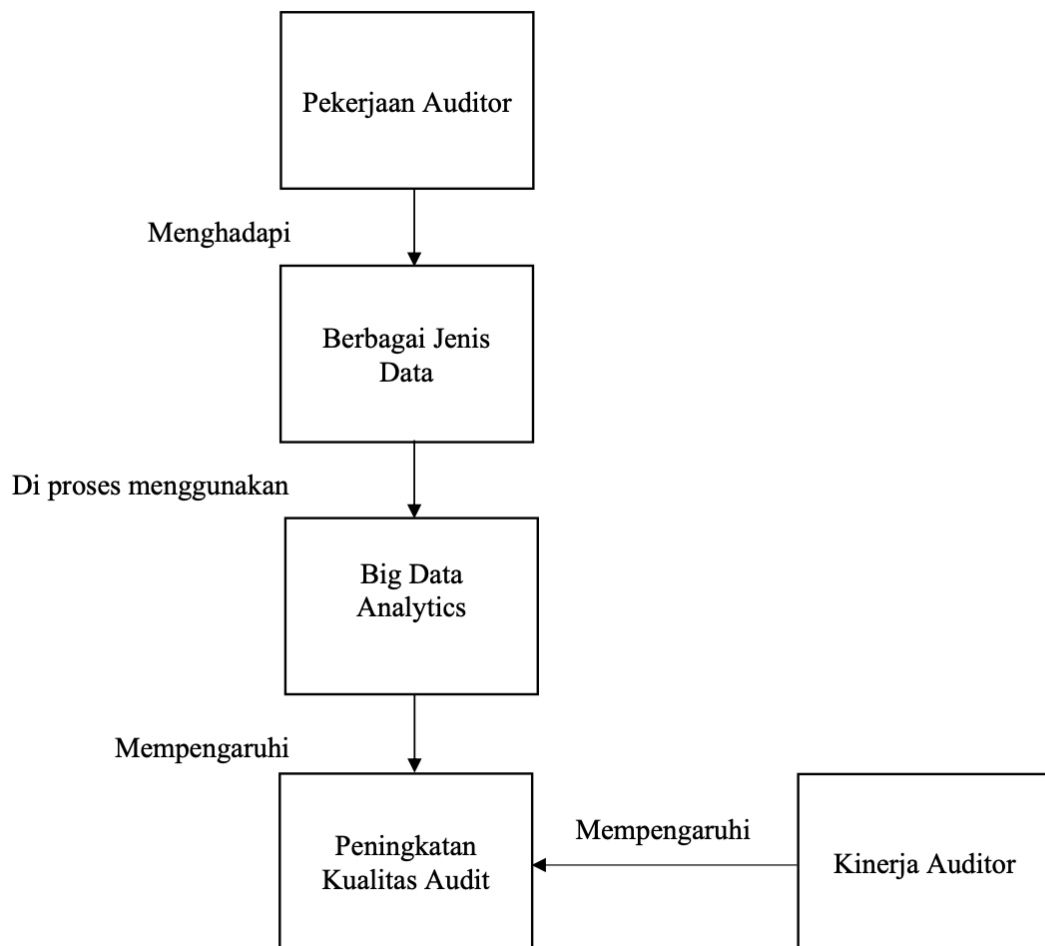 Pekerjaan Auditor
Menghadapi
Berbagai Jenis
Data
Di proses menggunakan
Big Data
Analytics
Mempengaruhi
Peningkatan
Kualitas Audit
Mempengaruhi
Kinerja Auditor